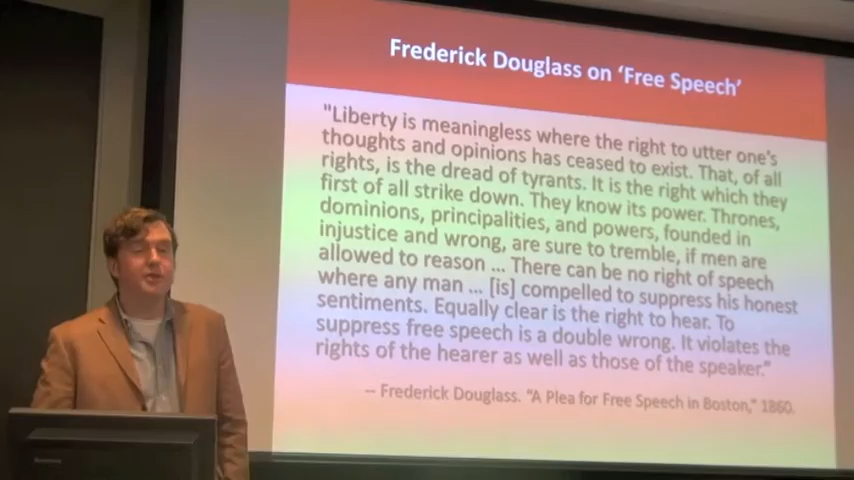 Frederick Douglass on ‘Free Speech’
"Liberty is meaningless where the right to utter one's
thoughts and opinions has ceased to exist. That, of all
rights, is the dread of tyrants. It is the right which they
first of all strike down. They know its power. Thrones,
dominions, principalities, and powers, founded in
injustice and wrong, are sure to tremble, if men are
allowed to reason ... There can be no right of speech
where any man ... [is] compelled to suppress his honest
sentiments. Equally clear is the right to hear. To
suppress free speech is a double wrong. It violates the
rights of the hearer as well as those of the speaker."
-- Frederick Douglass. "A Plea for Free Speech in Boston," 1860.